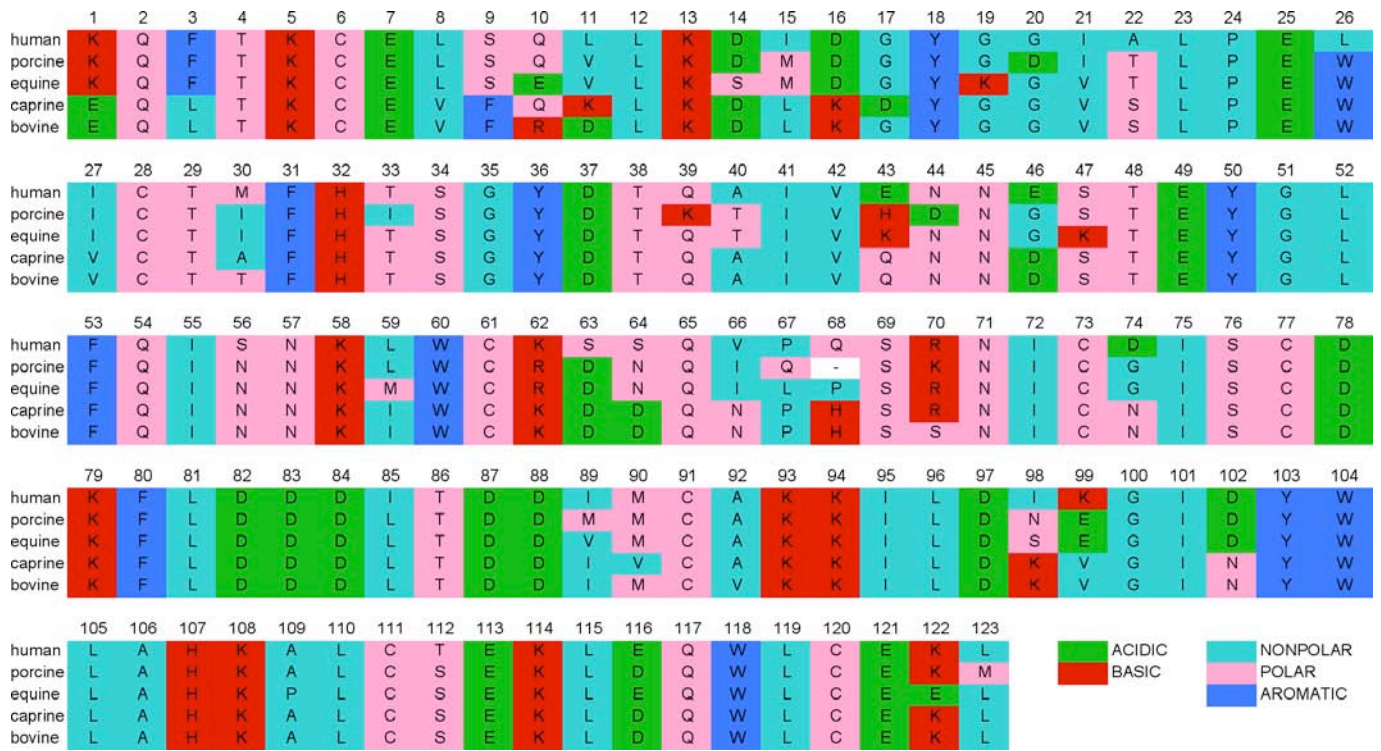 1 2 3 4 5 6 7 8 9 10 11 12 13 14 15 16 17 18 19 20 21 22 23 24 25 26
human K Q F T K C E L S Q L L K D I D G Y G G I A L P E L
porcine K Q F T K C E L S Q V L K D M D G Y G D I T L P E W
equine K Q F T K C E L S E V L K S M D G Y K G V T L P E W
caprine E Q L T K C E V F Q K L K D L K D Y G G V S L P E W
bovine E Q L T K C E V F R D L K D L K G Y G G V S L P E W
27 28 29 30 31 32 33 34 35 36 37 38 39 40 41 42 43 44 45 46 47 48 49 50 51 52
human I C T M F H T S G Y D T Q A I V E N N E S T E Y G L
porcine I C T I F H I S G Y D T K T I V H D N G S T E Y G L
equine I C T I F H T S G Y D T Q T I V K N N G K T E Y G L
caprine V C T A F H T S G Y D T Q A I V Q N N D S T E Y G L
bovine V C T T F H T S G Y D T Q A I V Q N N D S T E Y G L
53 54 55 56 57 58 59 60 61 62 63 64 65 66 67 68 69 70 71 72 73 74 75 76 77 78
human F Q I S N K L W C K S S Q V P Q S R N I C D I S C D
porcine F Q I N N K L W C R D N Q I Q - S K N I C G I S C D
equine F Q I N N K M W C R D N Q I L P S R N I C G I S C D
caprine F Q I N N K I W C K D D Q N P H S R N I C N I S C D
bovine F Q I N N K I W C K D D Q N P H S S N I C N I S C D
79 80 81 82 83 84 85 86 87 88 89 90 91 92 93 94 95 96 97 98 99 100 101 102 103 104
human K F L D D D I T D D I M C A K K I L D I K G I D Y W
porcine K F L D D D L T D D M M C A K K I L D N E G I D Y W
equine K F L D D D L T D D V M C A K K I L D S E G I D Y W
caprine K F L D D D L T D D I V C A K K I L D K V G I N Y W
bovine K F L D D D L T D D I M C V K K I L D K V G I N Y W
105 106 107 108 109 110 111 112 113 114 115 116 117 118 119 120 121 122 123
human L A H K A L C T E K L E Q W L C E K L
porcine L A H K A L C S E K L D Q W L C E K M
equine L A H K P L C S E K L D Q W L C E E L
caprine L A H K A L C S E K L D Q W L C E K L
bovine L A H K A L C S E K L D Q W L C E K L
ACIDIC NONPOLAR
BASIC POLAR
AROMATIC